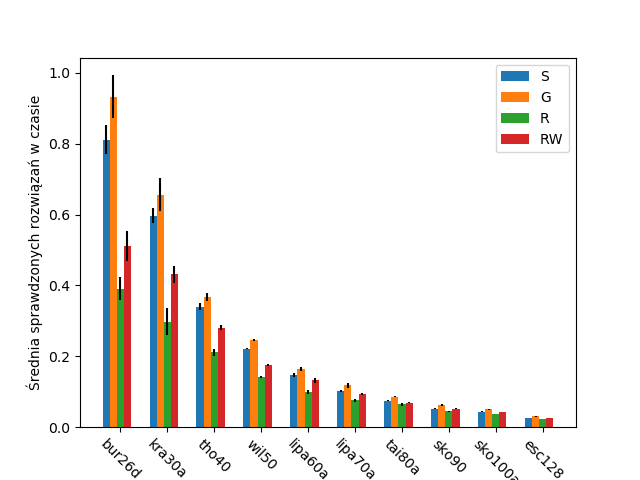 Średnia sprawdzonych rozwiązań w czasie
1.0
0.8
0.6
0.4
0.2
0.0
S
G
R
RW
bur26d
kra30a
tho40
wil50
lipa60a
lipa70a
tai80a
sko90
sko100a
esc128